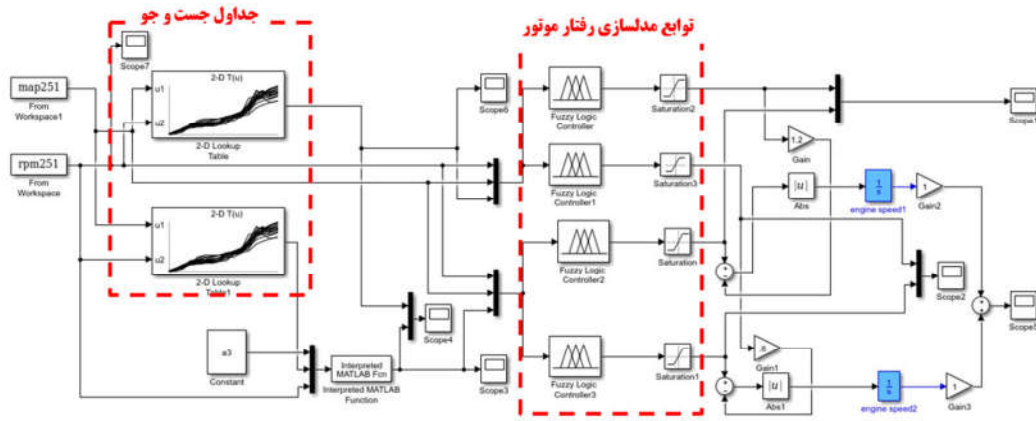 جداول جست و جو
توابع مدلسازی رفتار موتور
Scope7
map251
From
Workspace1
2-D T(u)
u1
u2
2-D Lookup
Table
rpm251
From
Workspace
2-D T(u)
u1
u2
2-D Lookup
Table1
a3
Constant
Interpreted
MATLAB Fcn
Interpreted MATLAB
Function
Scope6
Scope4
Scope3
Fuzzy Logic
Controller
Saturation2
Fuzzy Logic
Controller1
Saturation3
Fuzzy Logic
Controller2
Saturation
Fuzzy Logic
Controller3
Saturation1
1.2
Gain
|u|
Abs
1
s
engine speed1
1
Gain2
Scope1
Scope2
Scope5
.6
Gain1
|u|
Abs1
1
s
engine speed2
1
Gain3